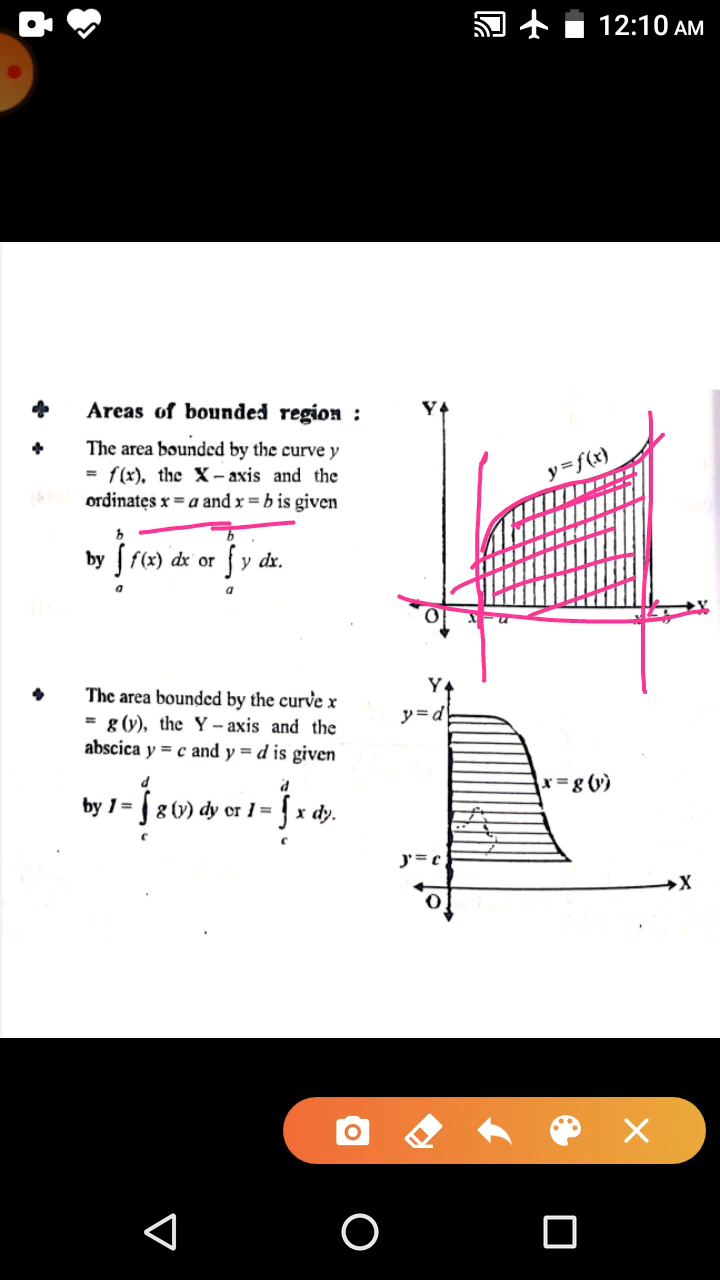 12:10 AM
Areas of bounded region :
The area bounded by the curve y
= f(x), the X – axis and the
ordinates x = a and x = b is given
by ∫ₐᵇ f(x) dx or ∫ₐᵇ y dx.
Y
y = f(x)
O
x = a
x = b
X
The area bounded by the curve x
= g(y), the Y – axis and the
abscica y = c and y = d is given
by I = ∫꜀ᵈ g(y) dy or I = ∫꜀ᵈ x dy.
Y
y = d
x = g(y)
y = c
X
O